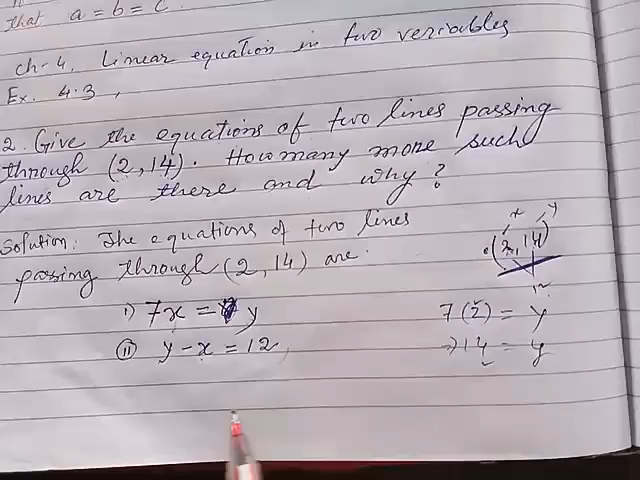 that a = b = c.
ch-4, Linear equation in two veriables
Ex. 4.3,
2. Give the equations of two lines passing
through (2,14). How many more such
lines are there and why?
Solution: The equations of two lines
passing through (2,14) are.
x y
(2,14)
12
i) 7x = y
7(2) = y
(ii) y-x = 12,
⇒ 14 = y